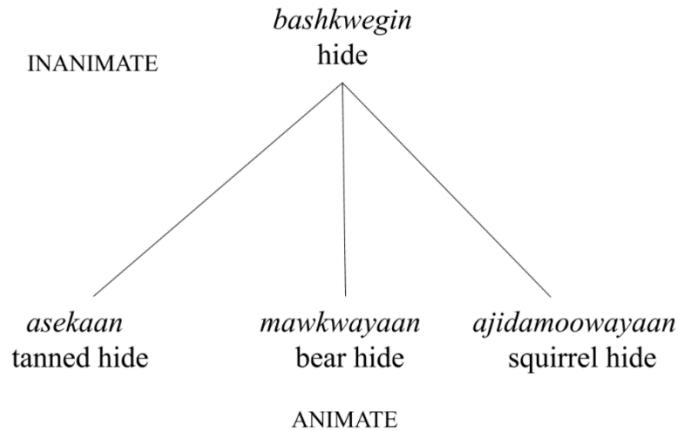 bashkwegin
hide
INANIMATE
asekaan
tanned hide
mawkwayaan
bear hide
ajidamoowayaan
squirrel hide
ANIMATE